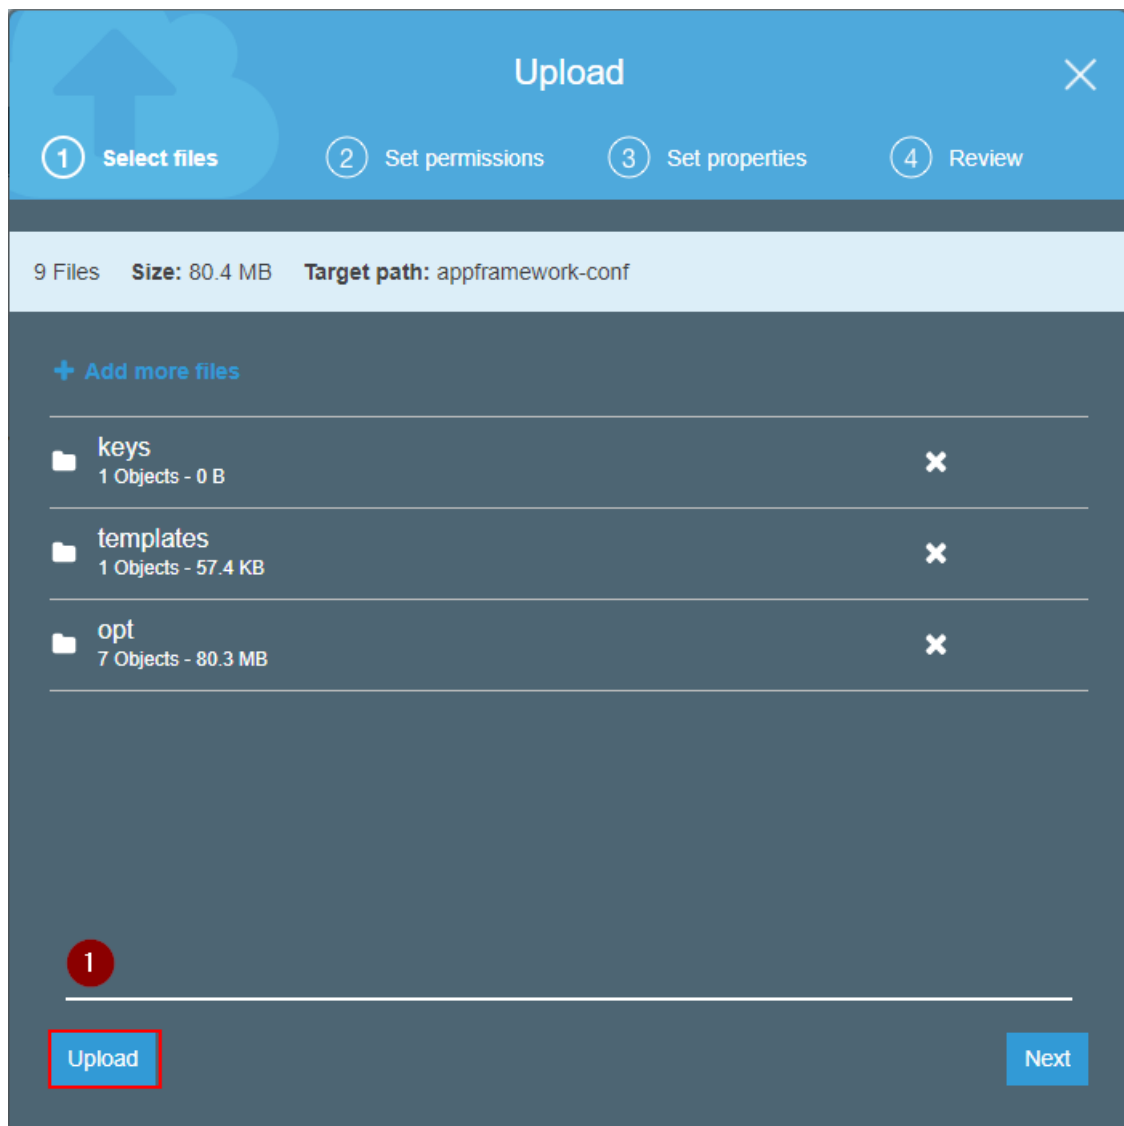 Upload
1 Select files 2 Set permissions 3 Set properties 4 Review
9 Files Size: 80.4 MB Target path: appframework-conf
Add more files
keys
1 Objects - 0 B
templates
1 Objects - 57.4 KB
opt
7 Objects - 80.3 MB
1
Upload Next